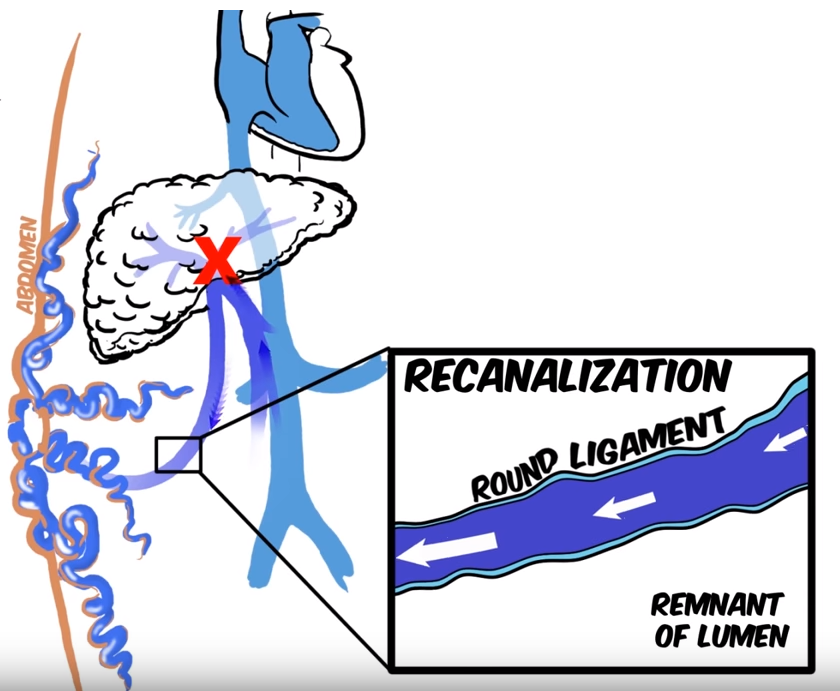 ABDOMEN
X
RECANALIZATION
ROUND LIGAMENT
REMNANT
OF LUMEN